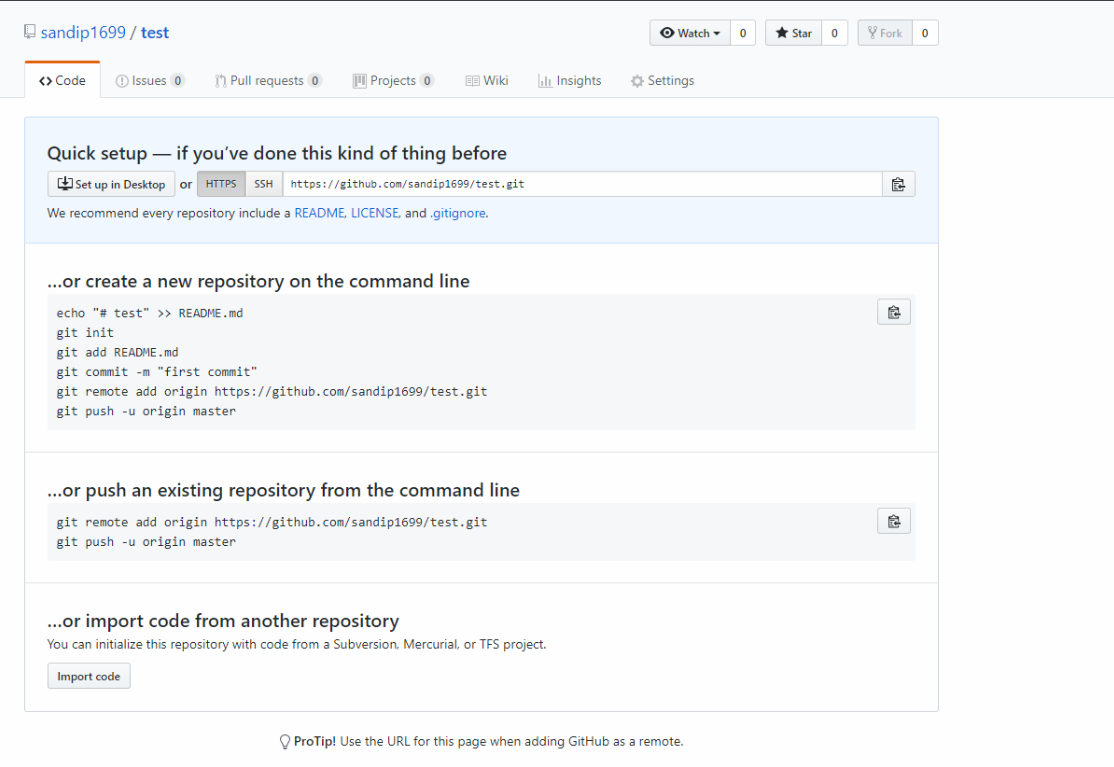 sandip1699 / test
Watch 0 Star 0 Fork 0
Code Issues 0 Pull requests 0 Projects 0 Wiki Insights Settings
Quick setup — if you’ve done this kind of thing before
Set up in Desktop or HTTPS SSH https://github.com/sandip1699/test.git
We recommend every repository include a README, LICENSE, and .gitignore.
…or create a new repository on the command line
echo "# test" >> README.md
git init
git add README.md
git commit -m "first commit"
git remote add origin https://github.com/sandip1699/test.git
git push -u origin master
…or push an existing repository from the command line
git remote add origin https://github.com/sandip1699/test.git
git push -u origin master
…or import code from another repository
You can initialize this repository with code from a Subversion, Mercurial, or TFS project.
Import code
ProTip! Use the URL for this page when adding GitHub as a remote.